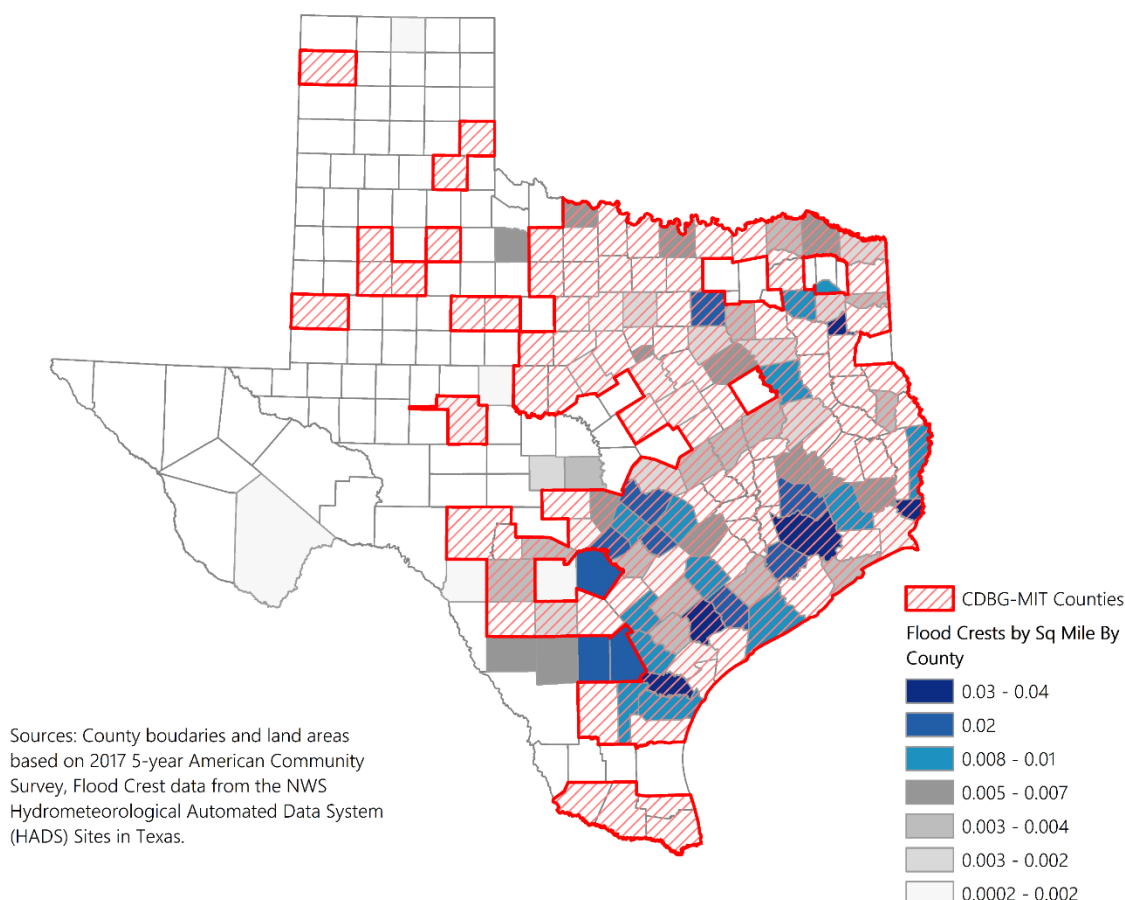 CDBG-MIT Counties
Flood Crests by Sq Mile By
County
0.03 - 0.04
0.02
0.008 - 0.01
0.005 - 0.007
0.003 - 0.004
0.003 - 0.002
0.0002 - 0.002
Sources: County boudaries and land areas
based on 2017 5-year American Community
Survey, Flood Crest data from the NWS
Hydrometeorological Automated Data System
(HADS) Sites in Texas.